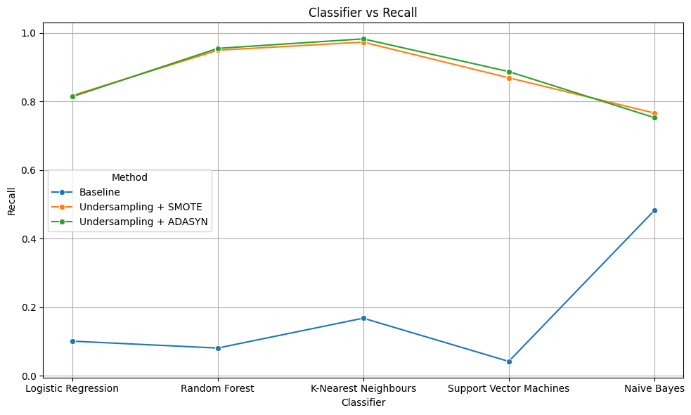 Classifier vs Recall
1.0
0.8
0.6
0.4
0.2
0.0
Recall
Method
Baseline
Undersampling + SMOTE
Undersampling + ADASYN
Logistic Regression
Random Forest
K-Nearest Neighbours
Support Vector Machines
Naive Bayes
Classifier